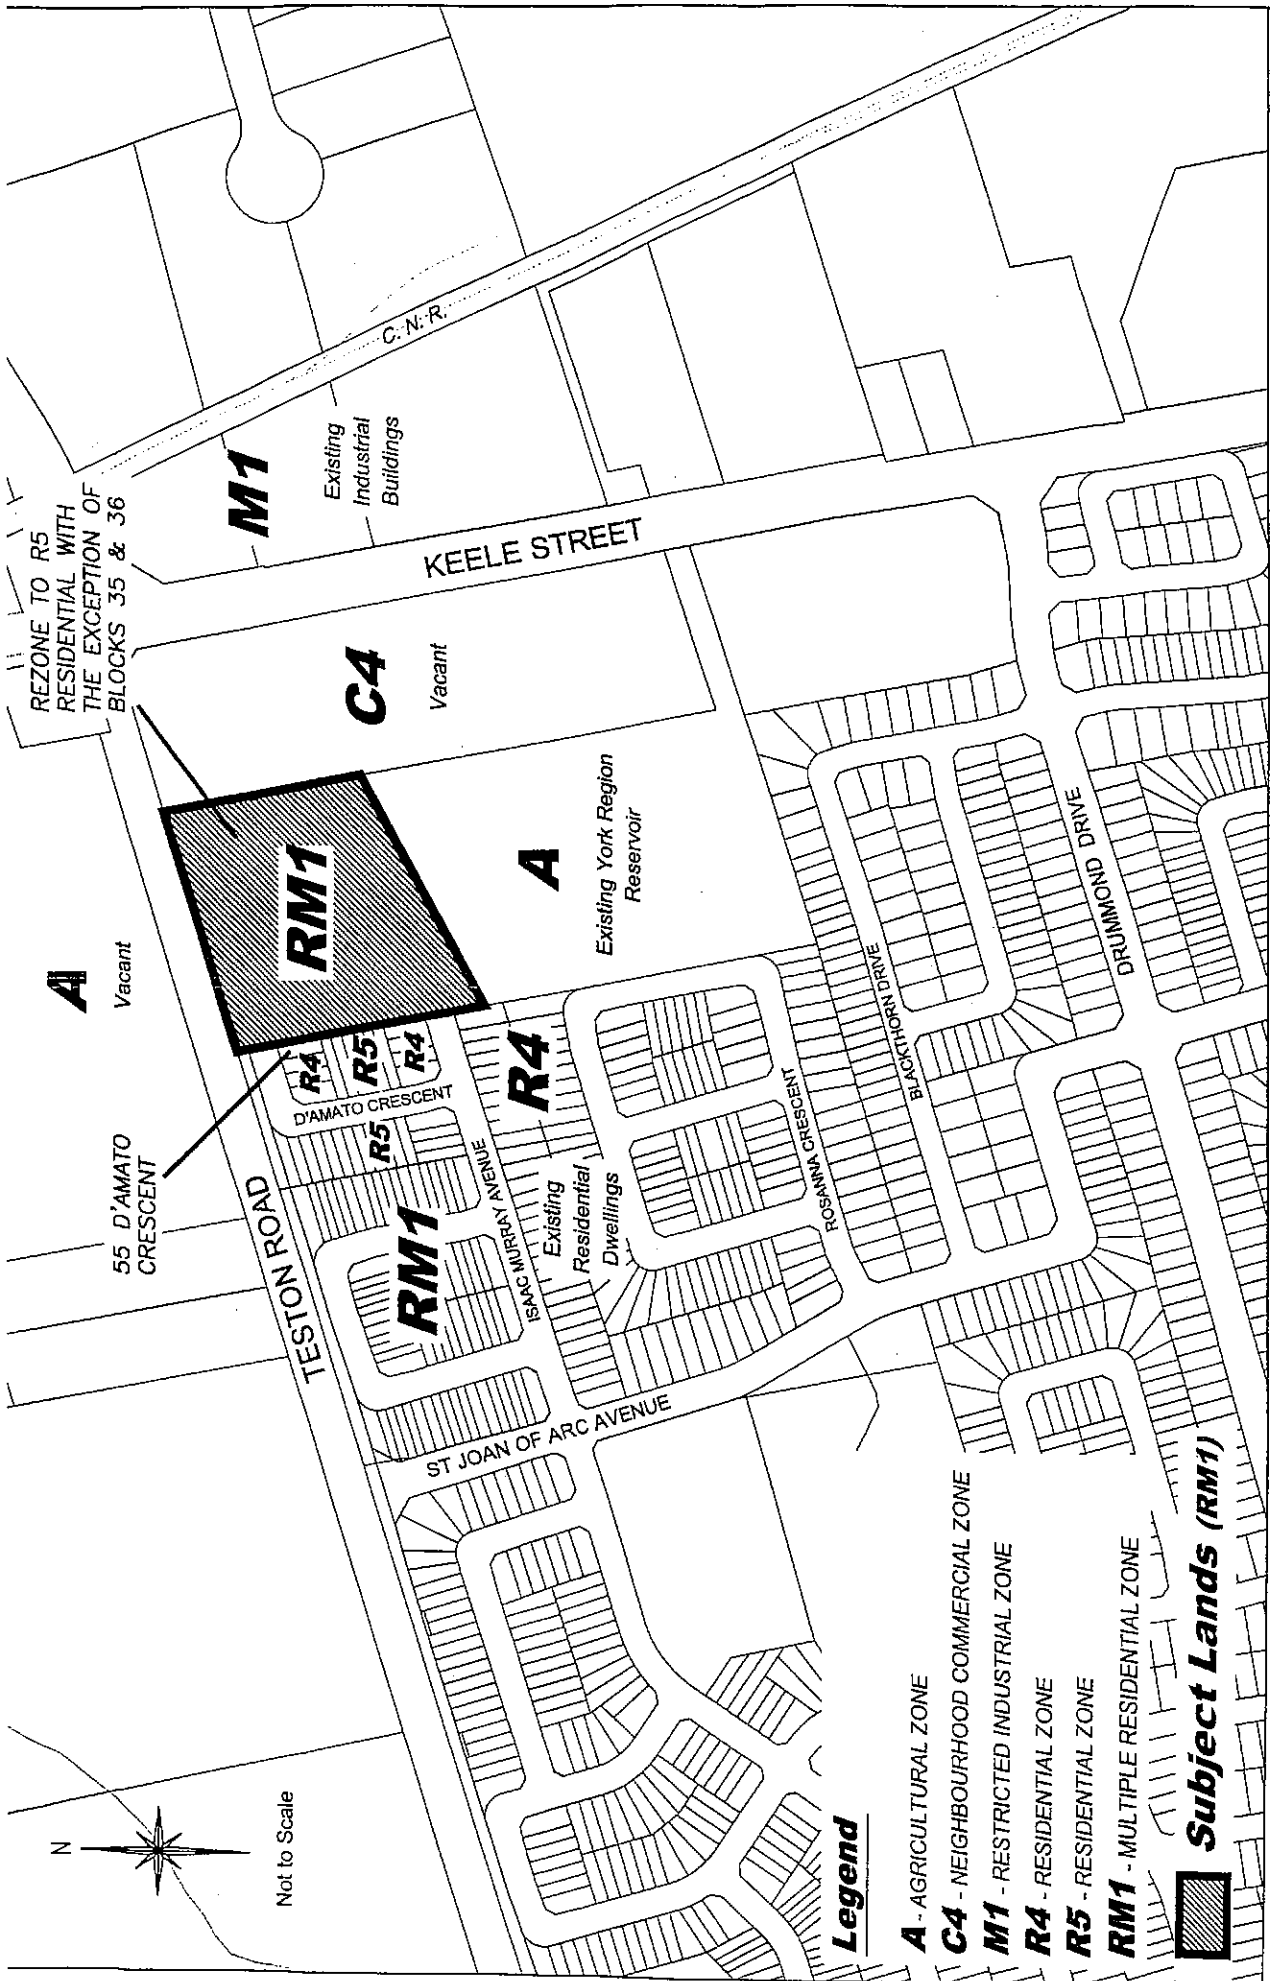 N
Not to Scale
55 D'AMATO
CRESCENT
A
Vacant
REZONE TO R5
RESIDENTIAL WITH
THE EXCEPTION OF
BLOCKS 35 & 36
TESTON ROAD
RM1
R4
R5
R4
D'AMATO CRESCENT
R5
RM1
ISAAC MURRAY AVENUE
ST JOAN OF ARC AVENUE
R4
Existing
Residential
Dwellings
C4
Vacant
M1
Existing
Industrial
Buildings
C. N. R.
KEELE STREET
A
Existing York Region
Reservoir
ROSANNA CRESCENT
BLACKTHORN DRIVE
DRUMMOND DRIVE
Legend
A - AGRICULTURAL ZONE
C4 - NEIGHBOURHOOD COMMERCIAL ZONE
M1 - RESTRICTED INDUSTRIAL ZONE
R4 - RESIDENTIAL ZONE
R5 - RESIDENTIAL ZONE
RM1 - MULTIPLE RESIDENTIAL ZONE
Subject Lands (RM1)